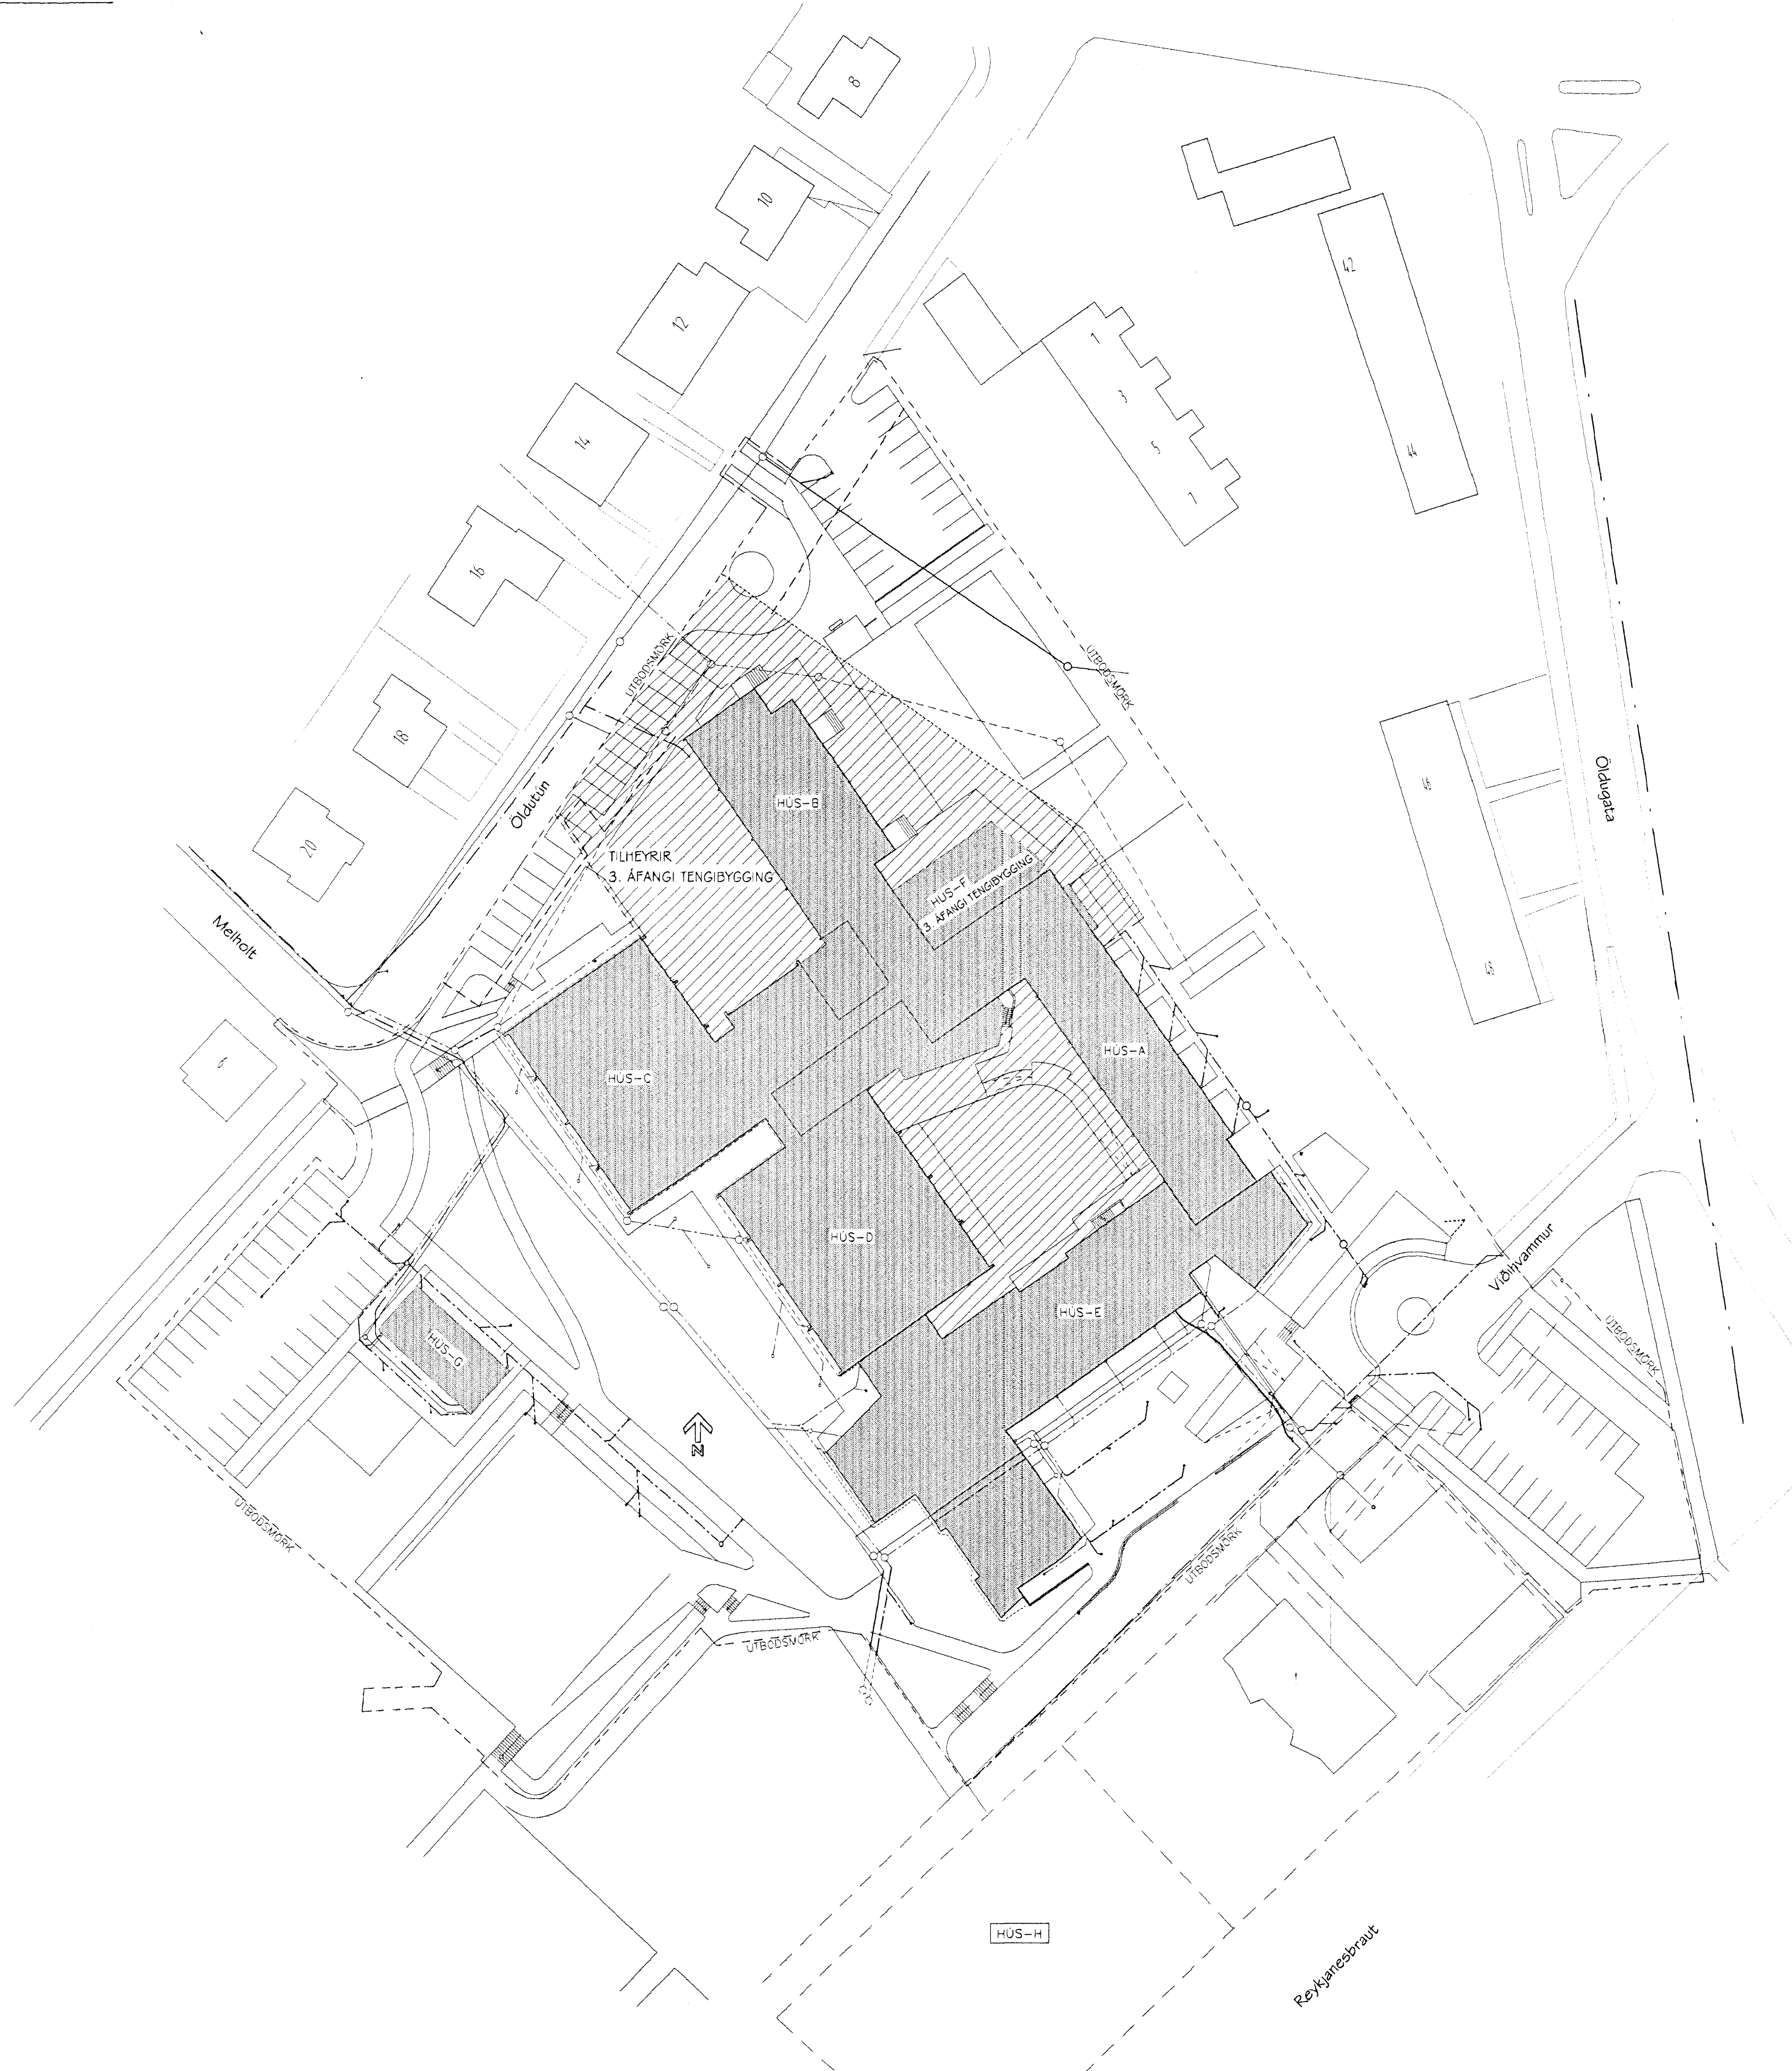 8
10
12
14
16
18
20
6
42
44
46
48
1
3
5
7
Öldutún
Melholt
Öldugata
Viðihvammur
Reykjanesbraut
ÚTBOÐSMÖRK
ÚTBOÐSMÖRK
HÚS-B
TILHEYRIR
3. ÁFANGI TENGIBYGGING
HÚS-F
3. ÁFANGI TENGIBYGGING
HÚS-A
HÚS-C
HÚS-D
HÚS-E
HÚS-G
N
ÚTBOÐSMÖRK
ÚTBOÐSMÖRK
ÚTBOÐSMÖRK
ÚTBOÐSMÖRK
HÚS-H